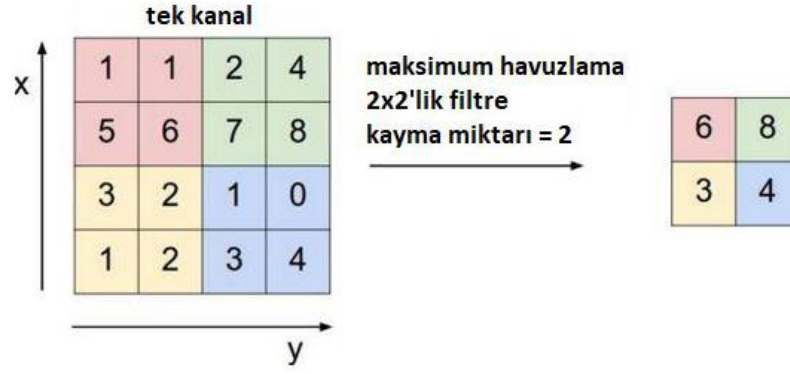 tek kanal
x
1 1 2 4
5 6 7 8
3 2 1 0
1 2 3 4
y
maksimum havuzlama
2x2'lik filtre
kayma miktarı = 2
6 8
3 4